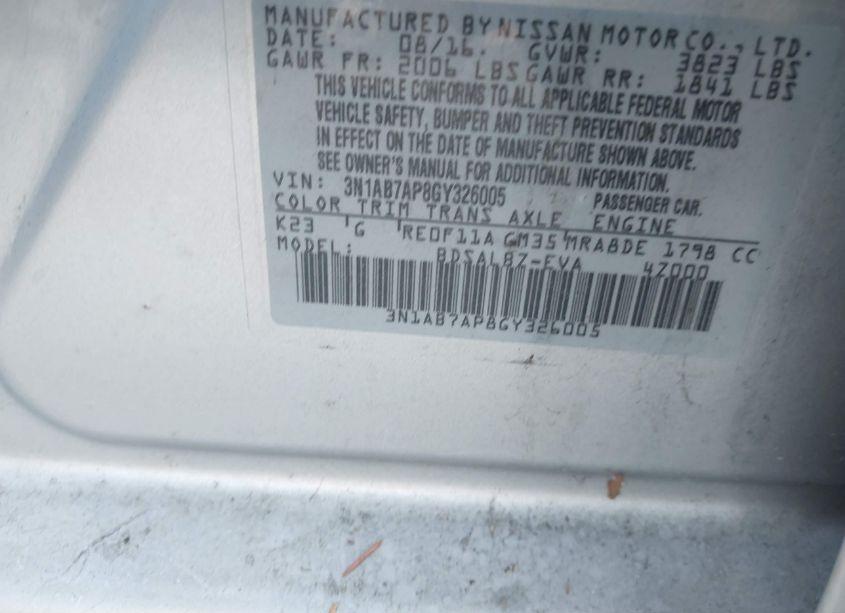 MANUFACTURED BY NISSAN MOTOR CO., LTD.
DATE: 08/16. GVWR: 3823 LBS
GAWR FR: 2006 LBS GAWR RR: 1841 LBS
THIS VEHICLE CONFORMS TO ALL APPLICABLE FEDERAL MOTOR
VEHICLE SAFETY, BUMPER AND THEFT PREVENTION STANDARDS
IN EFFECT ON THE DATE OF MANUFACTURE SHOWN ABOVE.
SEE OWNER'S MANUAL FOR ADDITIONAL INFORMATION.
VIN: 3N1AB7AP8GY326005 PASSENGER CAR.
COLOR TRIM TRANS AXLE ENGINE
K23 G RE0F11A GM35 MRA8DE 1798 CC
MODEL: BDSALBZ-EVA 4Z000
3N1AB7AP8GY326005